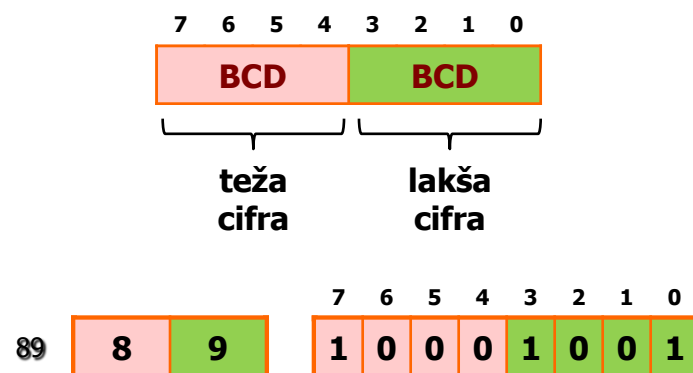 7 6 5 4 3 2 1 0
BCD BCD
teža lakša
cifra cifra
7 6 5 4 3 2 1 0
89 8 9 1 0 0 0 1 0 0 1